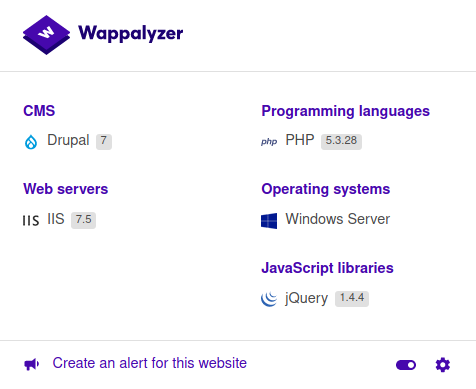 Wappalyzer
CMS
Drupal 7
Web servers
IIS IIS 7.5
Programming languages
php PHP 5.3.28
Operating systems
Windows Server
JavaScript libraries
jQuery 1.4.4
Create an alert for this website